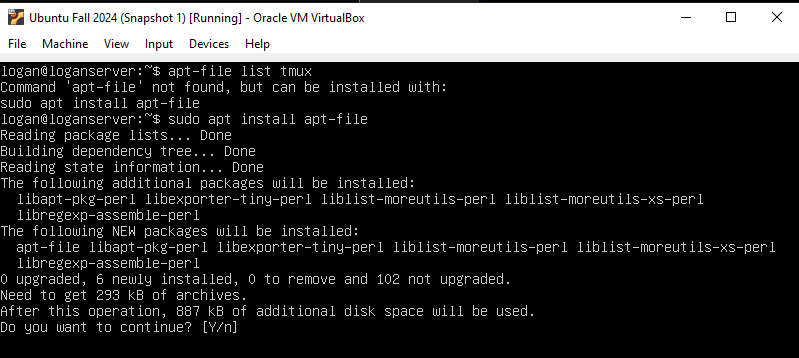 Ubuntu Fall 2024 (Snapshot 1) [Running] - Oracle VM VirtualBox
File Machine View Input Devices Help
logan@loganserver:~$ apt-file list tmux
Command 'apt-file' not found, but can be installed with:
sudo apt install apt-file
logan@loganserver:~$ sudo apt install apt-file
Reading package lists... Done
Building dependency tree... Done
Reading state information... Done
The following additional packages will be installed:
  libapt-pkg-perl libexporter-tiny-perl liblist-moreutils-perl liblist-moreutils-xs-perl
  libregexp-assemble-perl
The following NEW packages will be installed:
  apt-file libapt-pkg-perl libexporter-tiny-perl liblist-moreutils-perl liblist-moreutils-xs-perl
  libregexp-assemble-perl
0 upgraded, 6 newly installed, 0 to remove and 102 not upgraded.
Need to get 293 kB of archives.
After this operation, 887 kB of additional disk space will be used.
Do you want to continue? [Y/n]